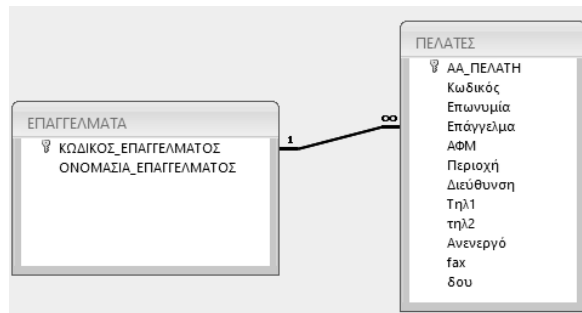 ΕΠΑΓΓΕΛΜΑΤΑ
ΚΩΔΙΚΟΣ_ΕΠΑΓΓΕΛΜΑΤΟΣ
ΟΝΟΜΑΣΙΑ_ΕΠΑΓΓΕΛΜΑΤΟΣ
1
∞
ΠΕΛΑΤΕΣ
ΑΑ_ΠΕΛΑΤΗ
Κωδικός
Επωνυμία
Επάγγελμα
ΑΦΜ
Περιοχή
Διεύθυνση
Τηλ1
τηλ2
Ανενεργό
fax
δου